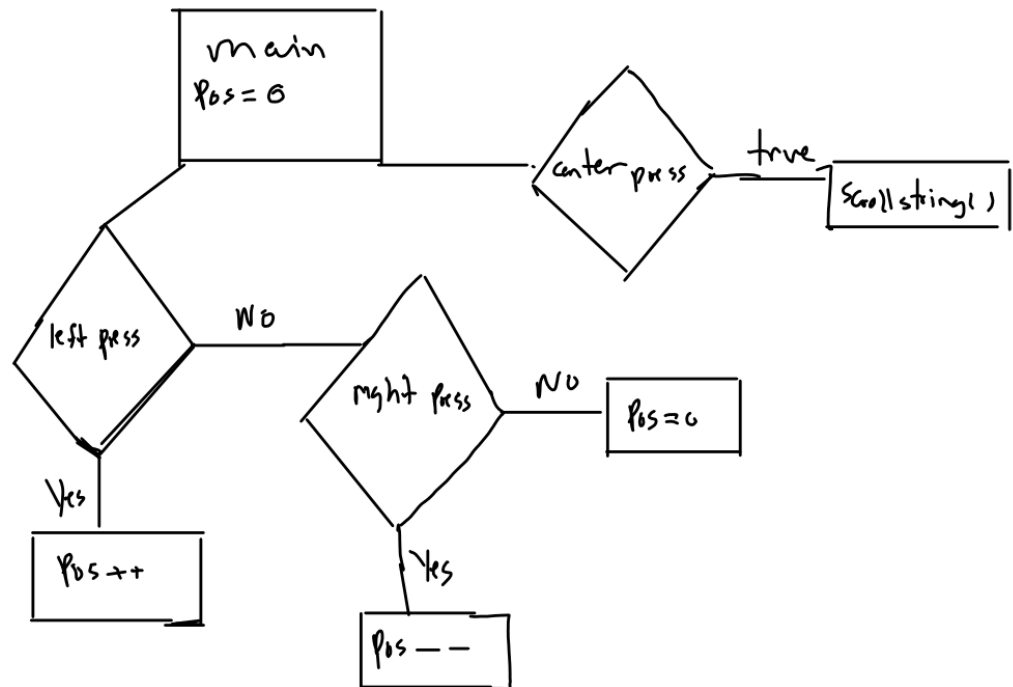 main
Pos = 0
center press
true
scrollstring()
left press
No
right press
No
Pos = 0
Yes
Pos ++
Yes
Pos --